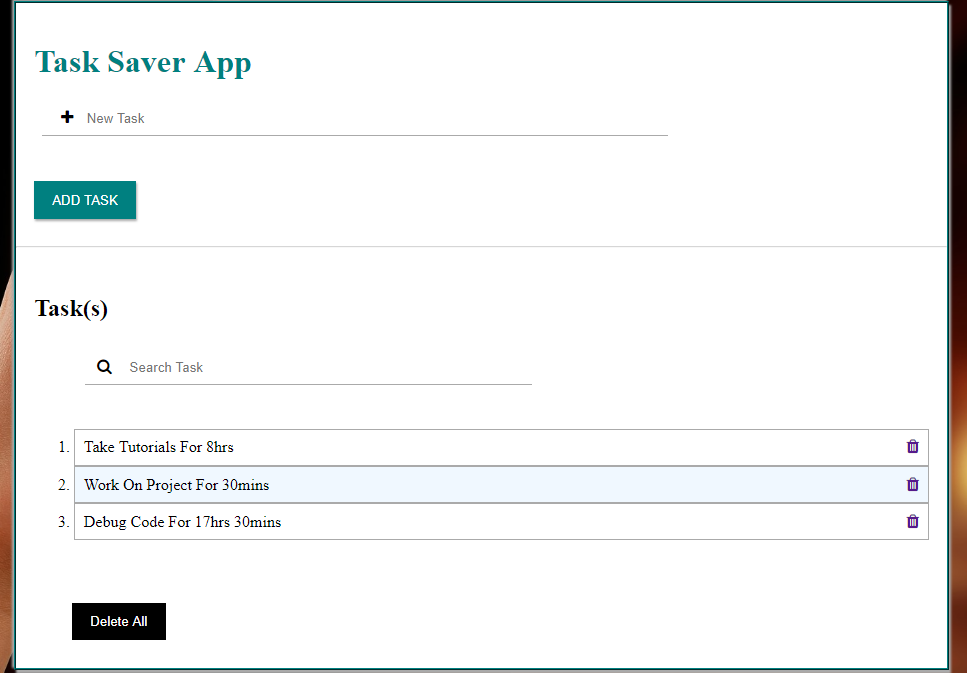 Task Saver App
New Task
ADD TASK
Task(s)
Search Task
1. Take Tutorials For 8hrs
2. Work On Project For 30mins
3. Debug Code For 17hrs 30mins
Delete All